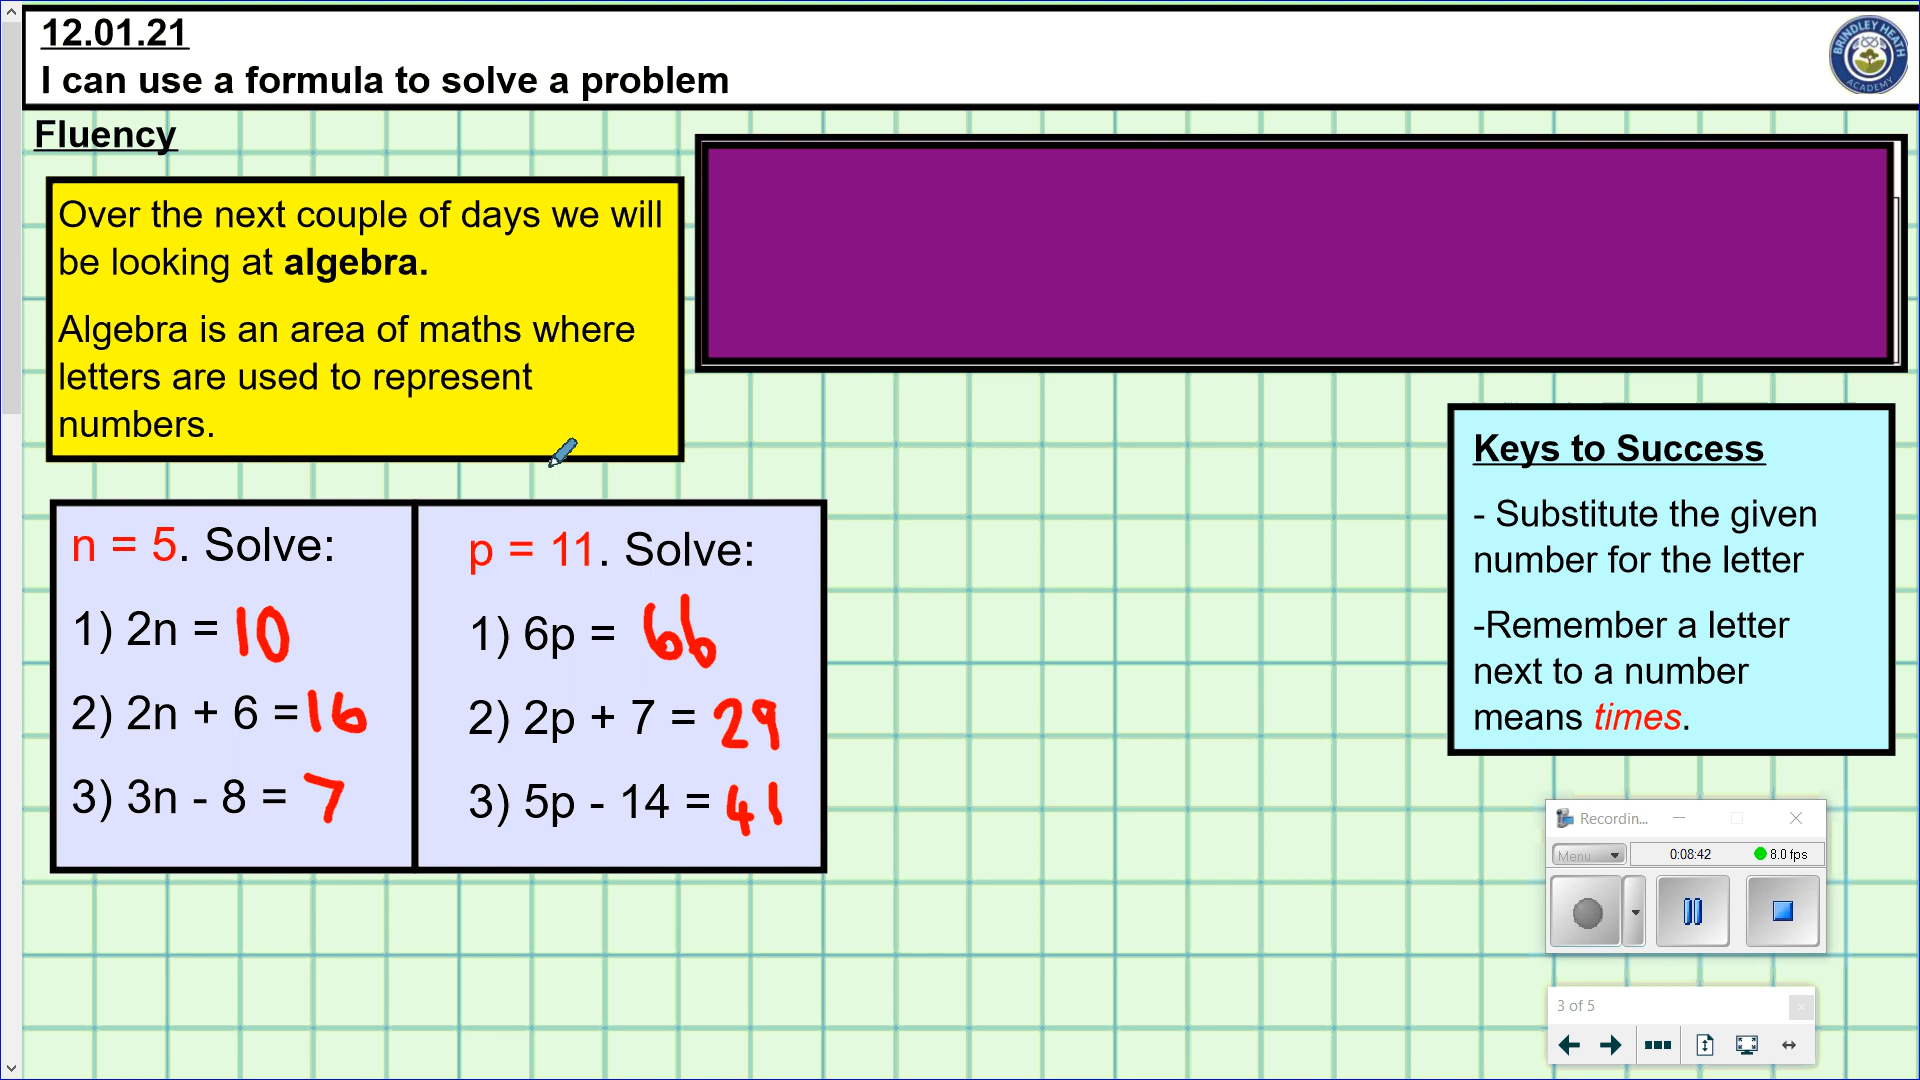 12.01.21
I can use a formula to solve a problem
BRINDLEY HEATH
ACADEMY
Fluency
Over the next couple of days we will
be looking at algebra.
Algebra is an area of maths where
letters are used to represent
numbers.
n = 5. Solve:
1) 2n = 10
2) 2n + 6 = 16
3) 3n - 8 = 7
p = 11. Solve:
1) 6p = 66
2) 2p + 7 = 29
3) 5p - 14 = 41
Keys to Success
- Substitute the given
number for the letter
-Remember a letter
next to a number
means times.
Recordin...
Menu
0:08:42
8.0 fps
3 of 5